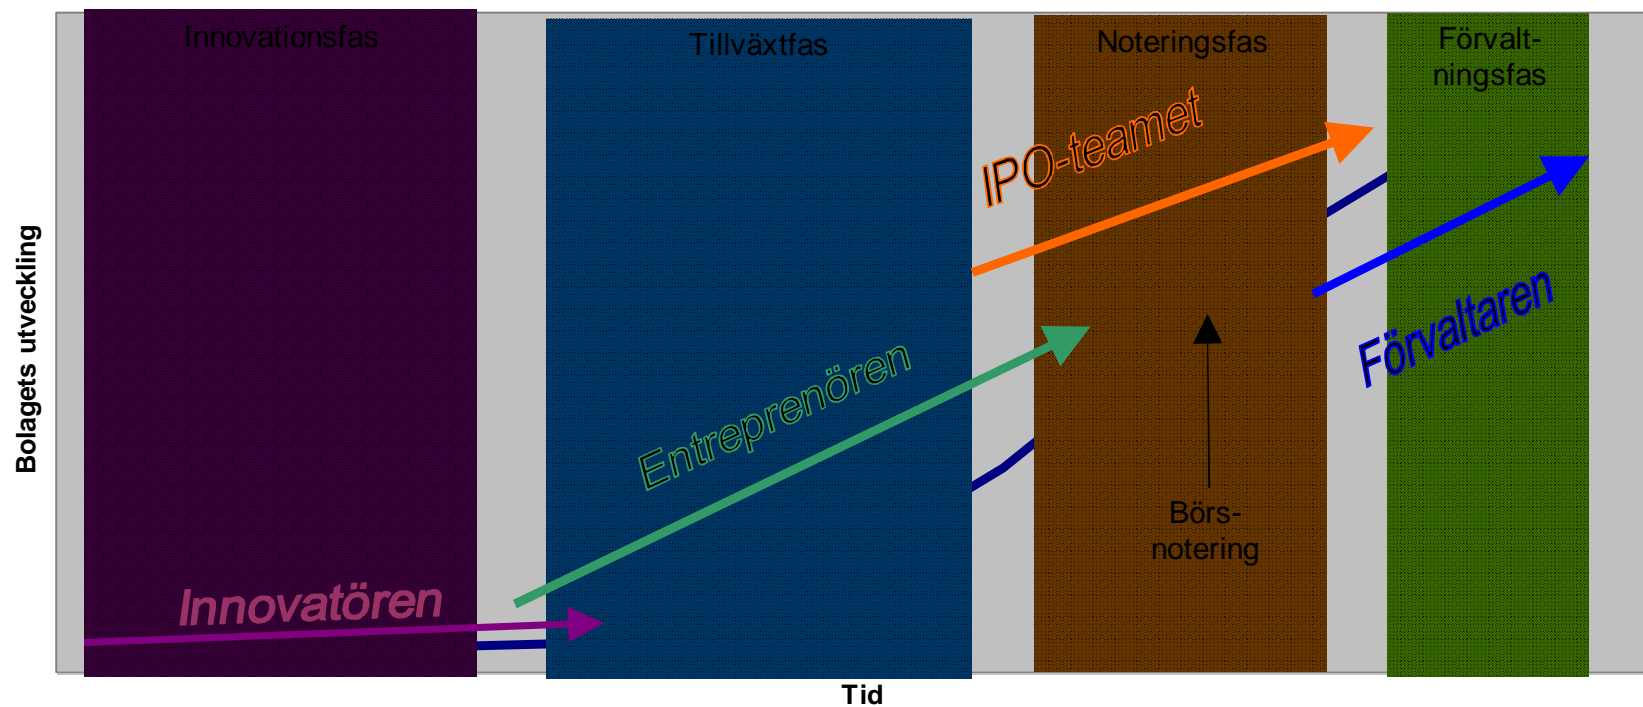 Innovationsfas
Tillväxtfas
Noteringsfas
Förvalt-
ningsfas
IPO-teamet
Förvaltaren
Entreprenören
Innovatören
Börs-
notering
Bolagets utveckling
Tid